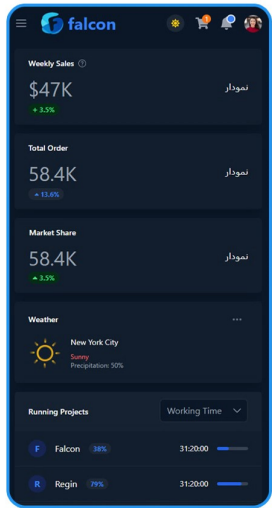 falcon
1
Weekly Sales ?
$47K
نمودار
+ 3.5%
Total Order
58.4K
13.6%
Market Share
58.4K
نمودار
3.5%
Weather
New York City
Sunny
Precipitation: 50%
Running Projects
Working Time
F Falcon 38% 31:20:00
R Regin 79% 31:20:00